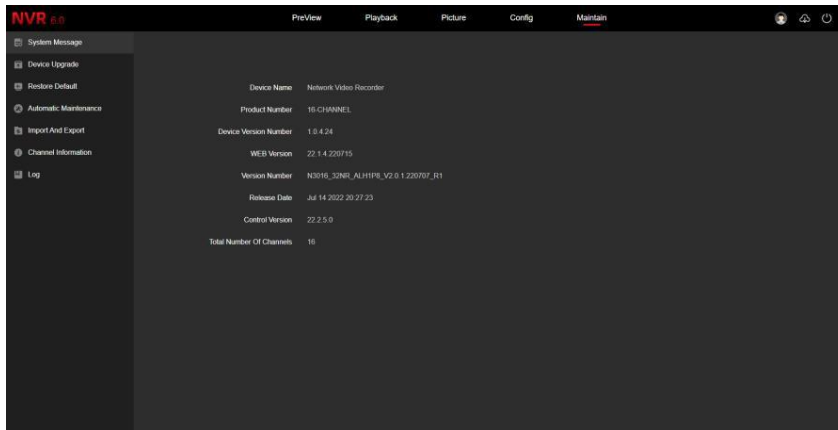 NVR 6.0
PreView Playback Picture Config Maintain
System Message
Device Upgrade
Restore Default
Automatic Maintenance
Import And Export
Channel Information
Log
Device Name Network Video Recorder
Product Number 16-CHANNEL
Device Version Number 1.0.4.24
WEB Version 22.1.4.220715
Version Number N3016_32NR_ALH1P8_V2.0.1.220707_R1
Release Date Jul 14 2022 20:27:23
Control Version 22.2.5.0
Total Number Of Channels 16